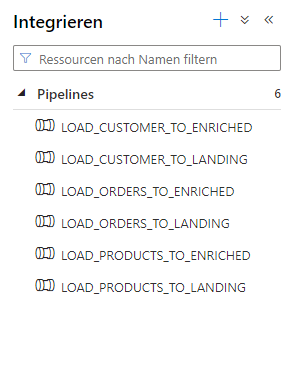 Integrieren
Ressourcen nach Namen filtern
Pipelines 6
LOAD_CUSTOMER_TO_ENRICHED
LOAD_CUSTOMER_TO_LANDING
LOAD_ORDERS_TO_ENRICHED
LOAD_ORDERS_TO_LANDING
LOAD_PRODUCTS_TO_ENRICHED
LOAD_PRODUCTS_TO_LANDING